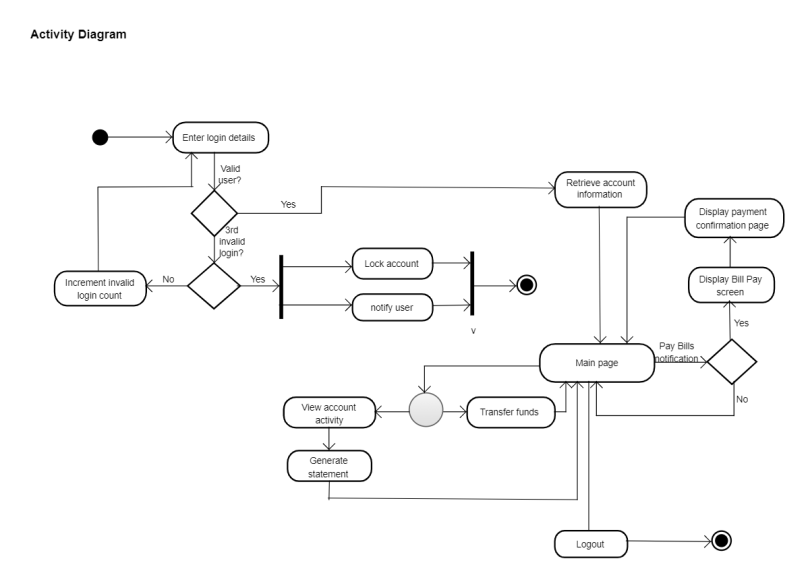 Activity Diagram
Enter login details
Valid
user?
Yes
Retrieve account
information
Display payment
confirmation page
3rd
invalid
login?
Lock account
Increment invalid
login count
No
Yes
Display Bill Pay
screen
notify user
Yes
v
Pay Bills
notification
Main page
No
View account
activity
Transfer funds
Generate
statement
Logout